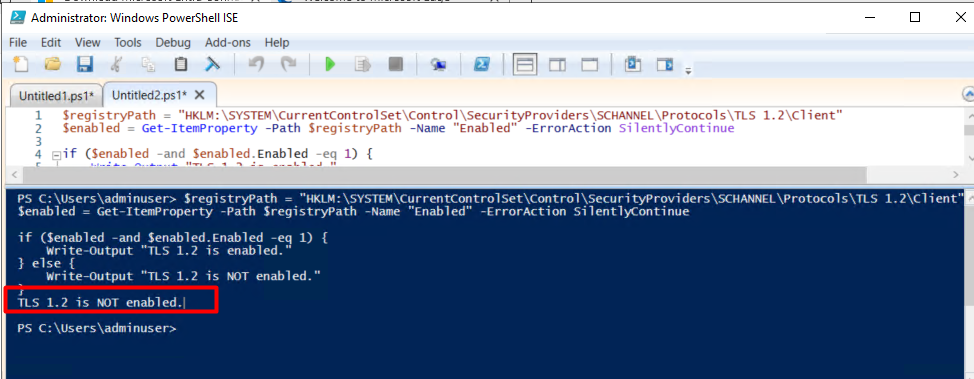 Administrator: Windows PowerShell ISE
File Edit View Tools Debug Add-ons Help
Untitled1.ps1* Untitled2.ps1* X
1 $registryPath = "HKLM:\SYSTEM\CurrentControlSet\Control\SecurityProviders\SCHANNEL\Protocols\TLS 1.2\Client"
2 $enabled = Get-ItemProperty -Path $registryPath -Name "Enabled" -ErrorAction SilentlyContinue
3
4 if ($enabled -and $enabled.Enabled -eq 1) {
PS C:\Users\adminuser> $registryPath = "HKLM:\SYSTEM\CurrentControlSet\Control\SecurityProviders\SCHANNEL\Protocols\TLS 1.2\Client"
$enabled = Get-ItemProperty -Path $registryPath -Name "Enabled" -ErrorAction SilentlyContinue
if ($enabled -and $enabled.Enabled -eq 1) {
Write-Output "TLS 1.2 is enabled."
} else {
Write-Output "TLS 1.2 is NOT enabled."
}
TLS 1.2 is NOT enabled.
PS C:\Users\adminuser>